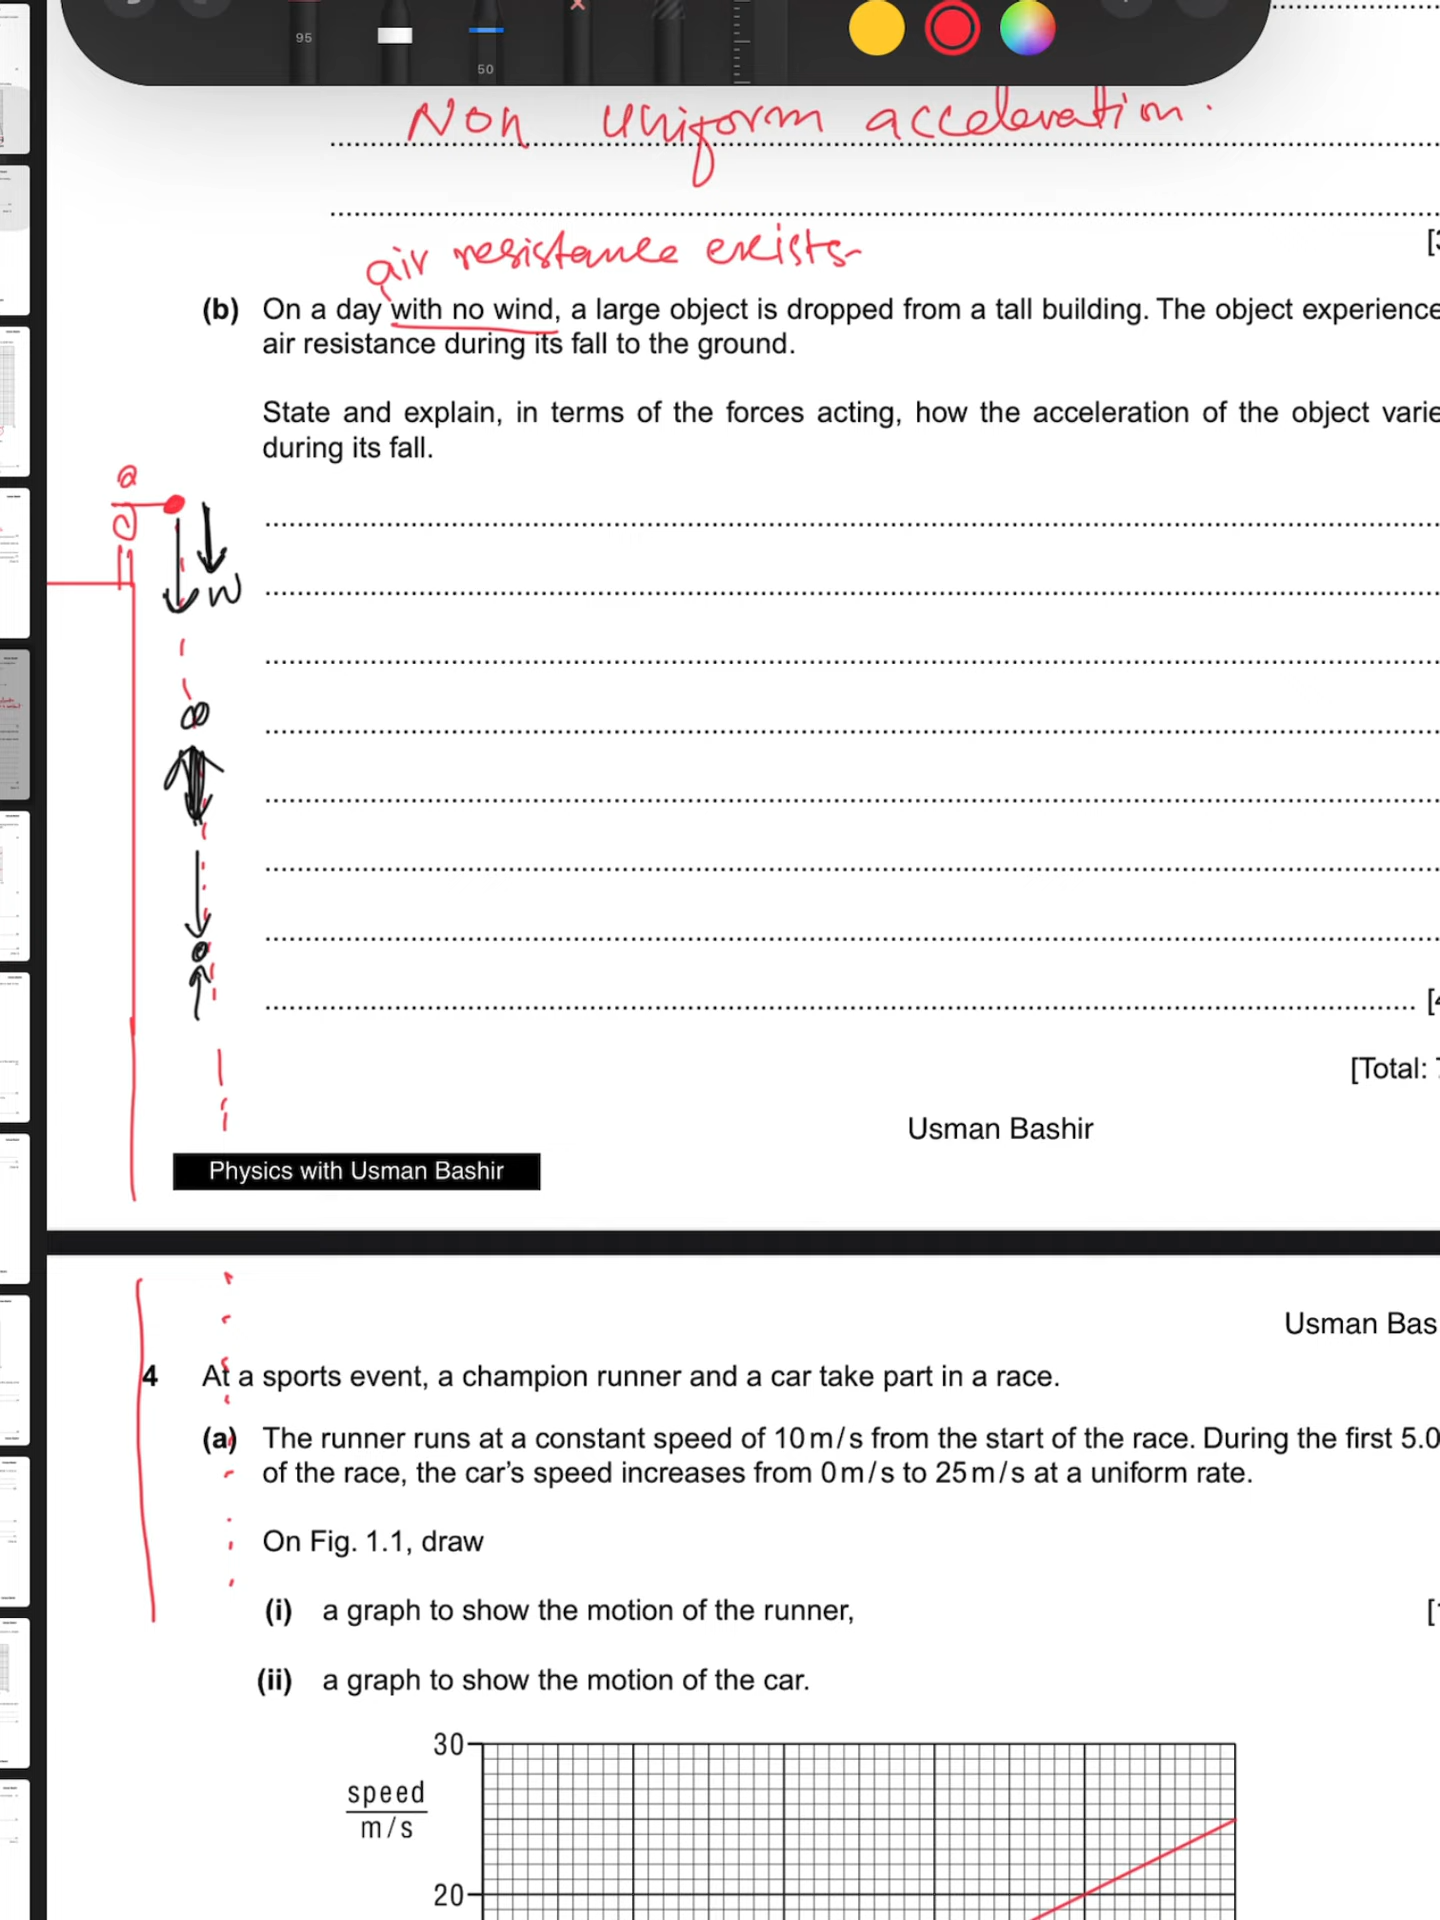 95
50
Non uniform acceleration.
air resistance exists
(b) On a day with no wind, a large object is dropped from a tall building. The object experience
air resistance during its fall to the ground.
State and explain, in terms of the forces acting, how the acceleration of the object varie
during its fall.
W
[Total:
Usman Bashir
Physics with Usman Bashir
Usman Bas
4 At a sports event, a champion runner and a car take part in a race.
(a) The runner runs at a constant speed of 10 m/s from the start of the race. During the first 5.0
of the race, the car's speed increases from 0 m/s to 25 m/s at a uniform rate.
On Fig. 1.1, draw
(i) a graph to show the motion of the runner,
(ii) a graph to show the motion of the car.
30
speed
m/s
20